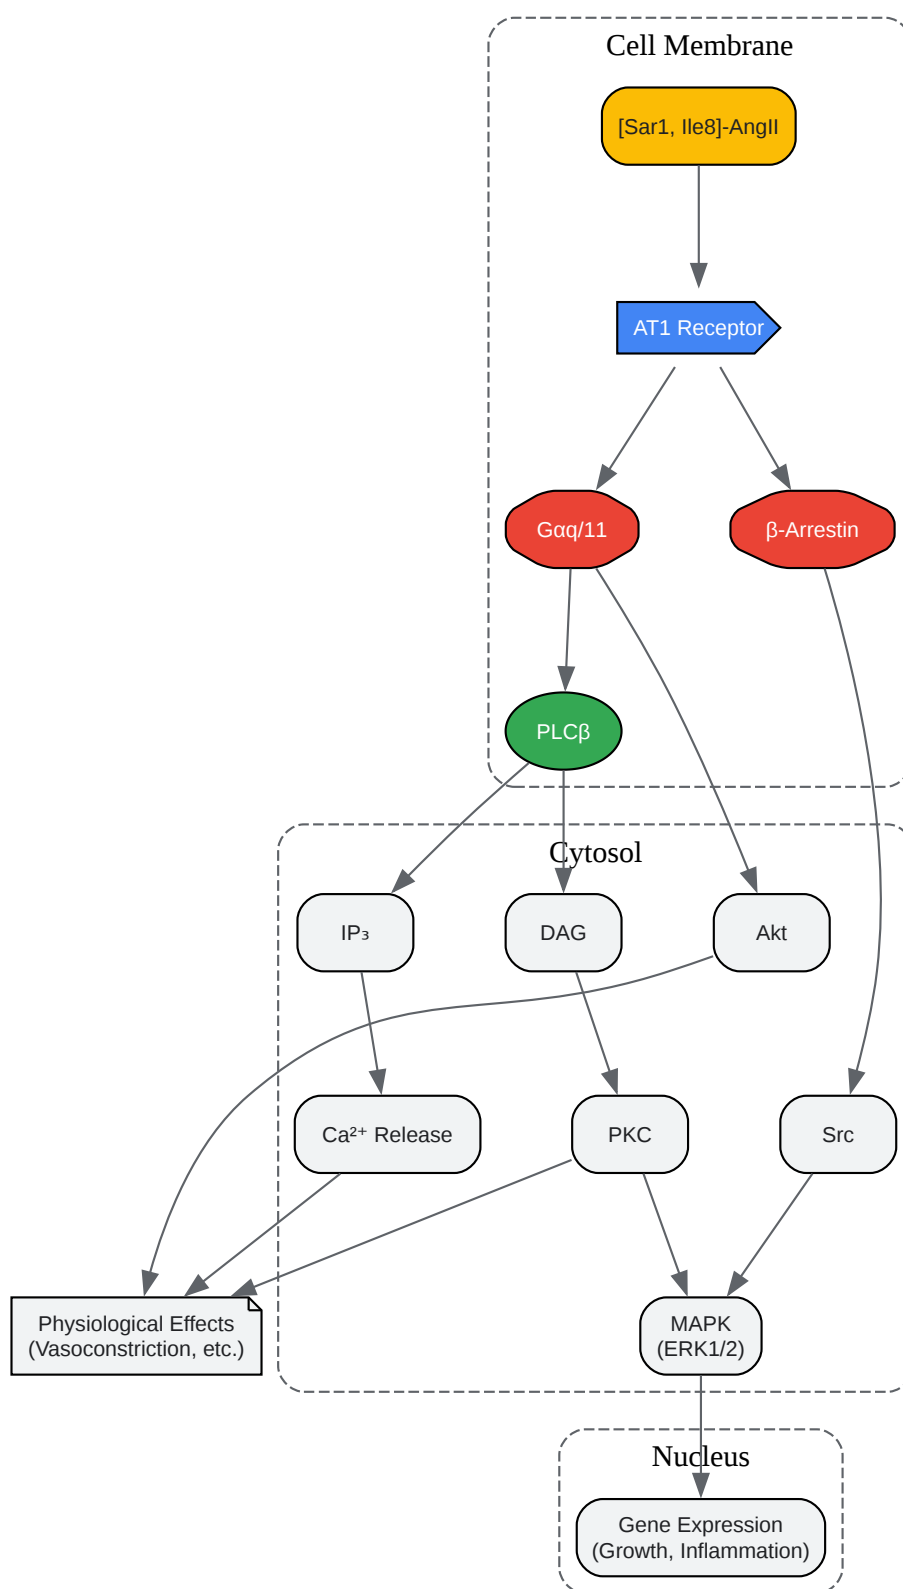 Cell Membrane
[Sar1, Ile8]-AngII
AT1 Receptor
Gαq/11
β-Arrestin
PLCβ
Cytosol
IP₃
DAG
Akt
Ca²⁺ Release
PKC
Src
Physiological Effects
(Vasoconstriction, etc.)
MAPK
(ERK1/2)
Nucleus
Gene Expression
(Growth, Inflammation)